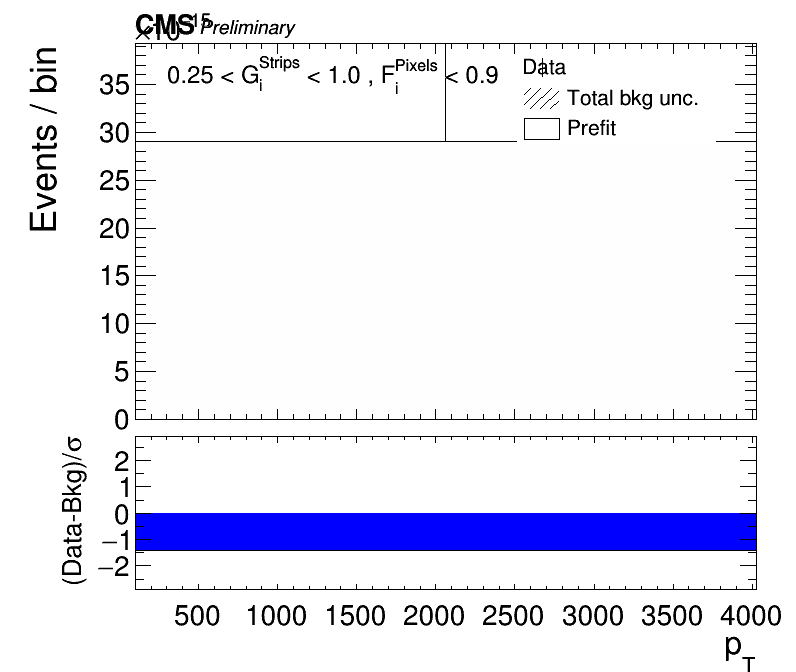 CMS Preliminary
×10^15
Events / bin
0.25 < G_i^Strips < 1.0 , F_i^Pixels < 0.9
Data
Total bkg unc.
Prefit
35
30
25
20
15
10
5
0
(Data-Bkg)/σ
2
1
0
−1
−2
500 1000 1500 2000 2500 3000 3500 4000
p_T